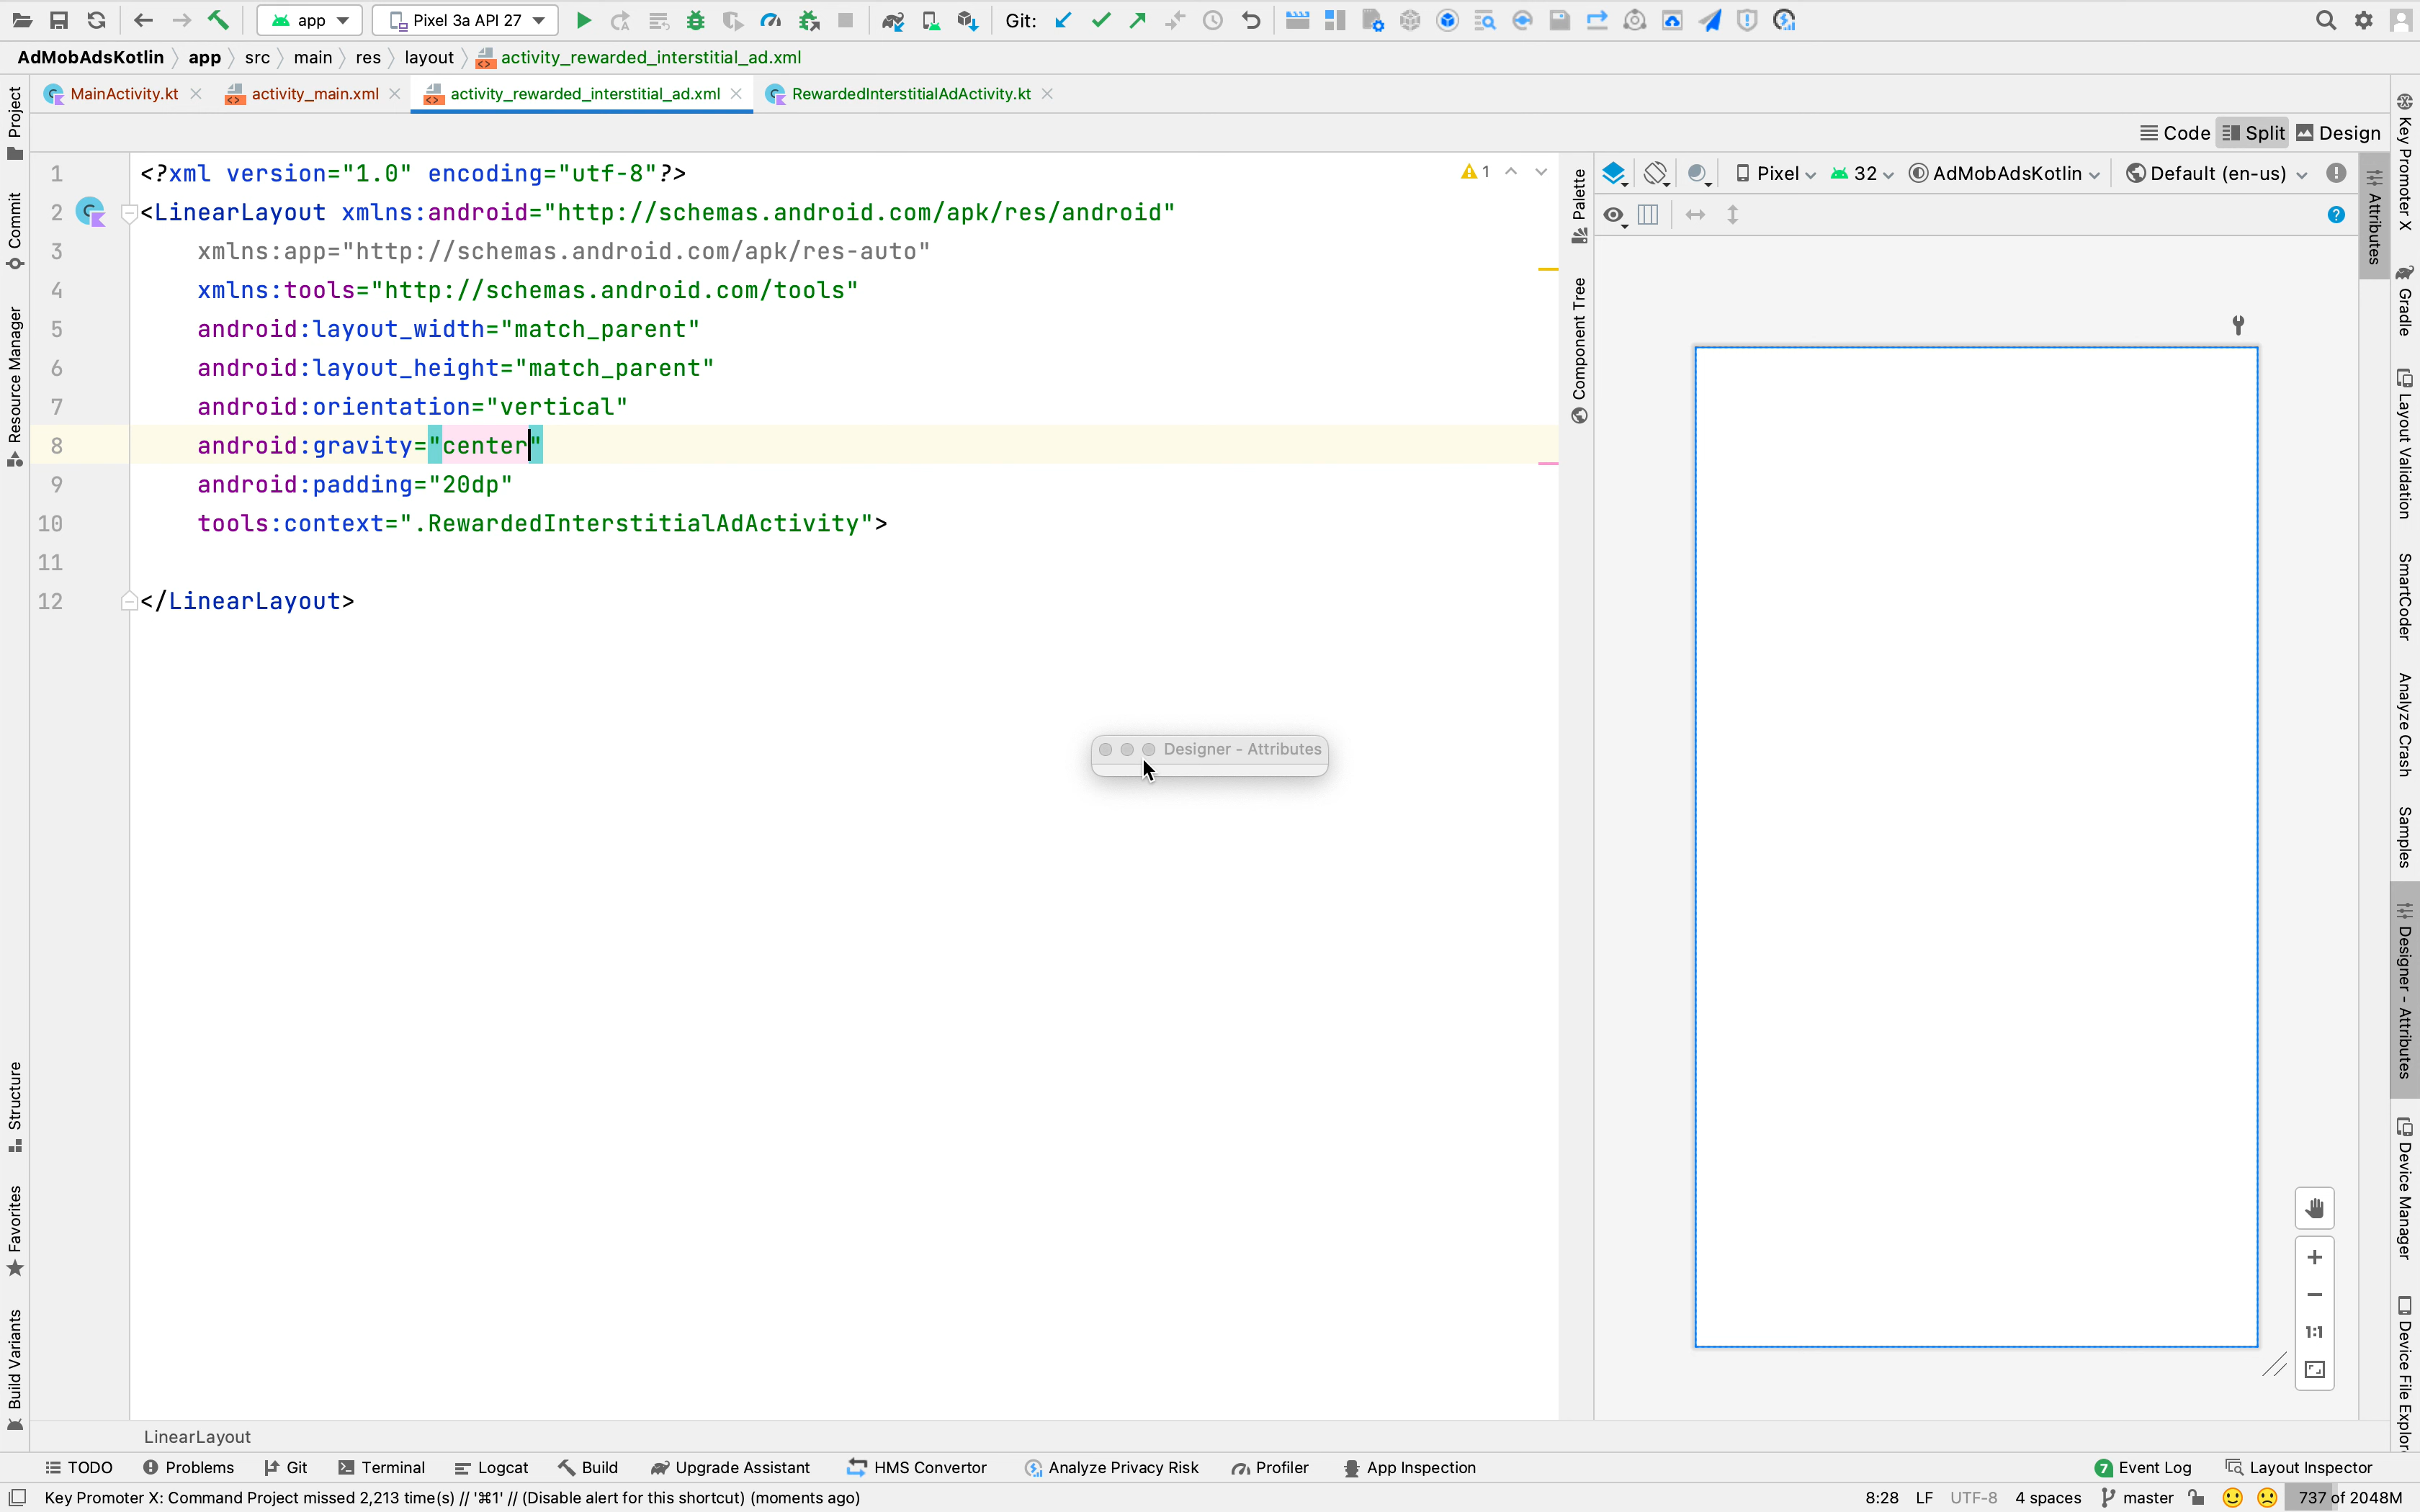 app
Pixel 3a API 27
Git:
AdMobAdsKotlin
app
src
main
res
layout
activity_rewarded_interstitial_ad.xml
MainActivity.kt
activity_main.xml
activity_rewarded_interstitial_ad.xml
RewardedInterstitialAdActivity.kt
Code
Split
Design
1 <?xml version="1.0" encoding="utf-8"?>
2 <LinearLayout xmlns:android="http://schemas.android.com/apk/res/android"
3 xmlns:app="http://schemas.android.com/apk/res-auto"
4 xmlns:tools="http://schemas.android.com/tools"
5 android:layout_width="match_parent"
6 android:layout_height="match_parent"
7 android:orientation="vertical"
8 android:gravity="center"
9 android:padding="20dp"
10 tools:context=".RewardedInterstitialAdActivity">
11
12 </LinearLayout>
1
Pixel
32
AdMobAdsKotlin
Default (en-us)
Palette
Component Tree
Attributes
Designer - Attributes
1:1
Project
Commit
Resource Manager
Structure
Favorites
Build Variants
Key Promoter X
Gradle
Layout Validation
SmartCoder
Analyze Crash
Samples
Designer - Attributes
Device Manager
Device File Explor
LinearLayout
TODO
Problems
Git
Terminal
Logcat
Build
Upgrade Assistant
HMS Convertor
Analyze Privacy Risk
Profiler
App Inspection
7 Event Log
Layout Inspector
Key Promoter X: Command Project missed 2,213 time(s) // '⌘1' // (Disable alert for this shortcut) (moments ago)
8:28
LF
UTF-8
4 spaces
master
737 of 2048M